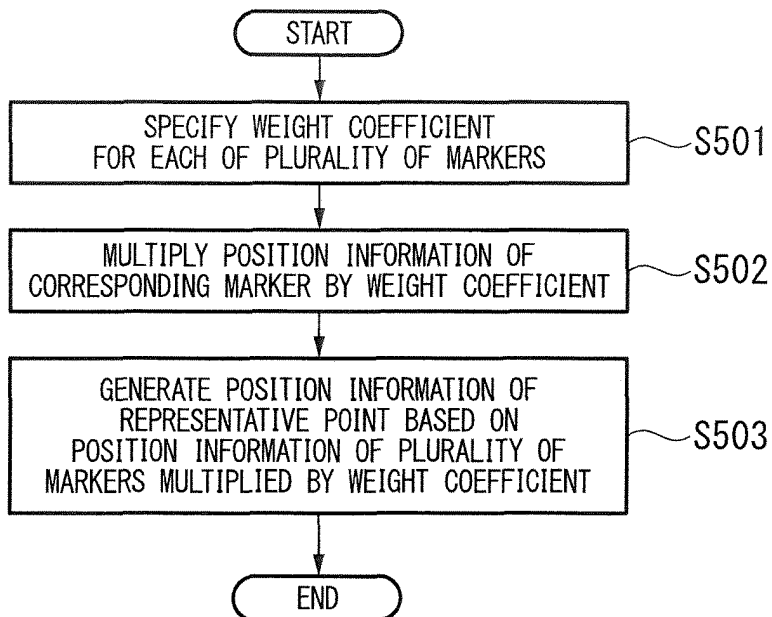 START
SPECIFY WEIGHT COEFFICIENT
FOR EACH OF PLURALITY OF MARKERS
S501
MULTIPLY POSITION INFORMATION OF
CORRESPONDING MARKER BY WEIGHT COEFFICIENT
S502
GENERATE POSITION INFORMATION OF
REPRESENTATIVE POINT BASED ON
POSITION INFORMATION OF PLURALITY OF
MARKERS MULTIPLIED BY WEIGHT COEFFICIENT
S503
END